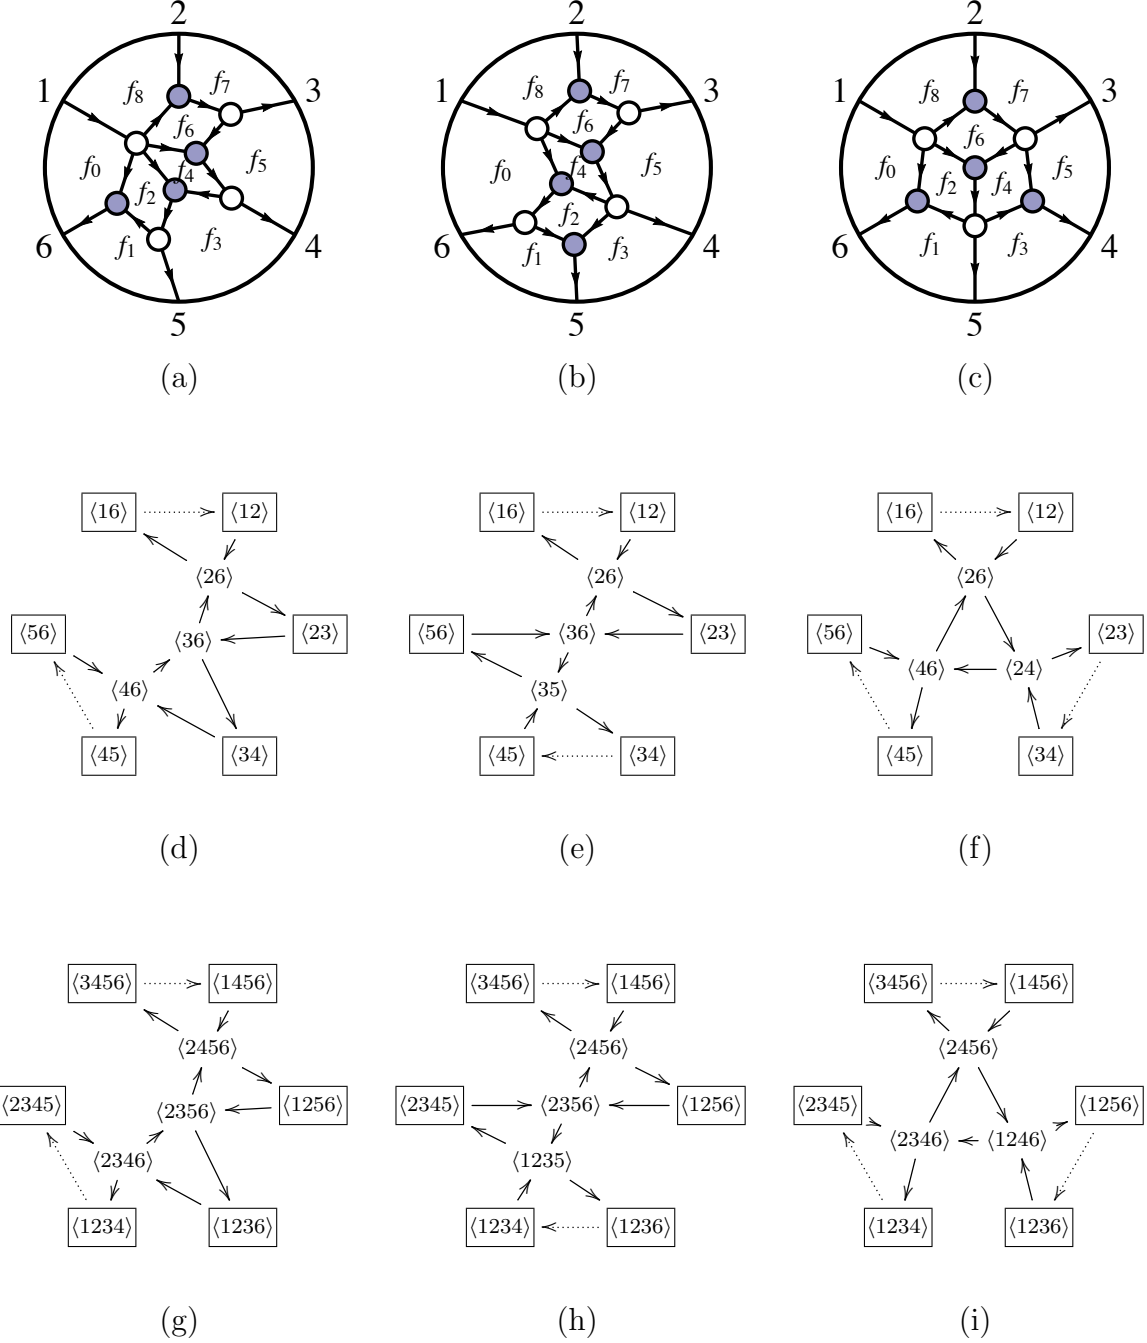 2 2 2
1 f8 f7 3 1 f8 f7 3 1 f8 f7 3
f6 f6 f6
f0 f4 f5 f0 f4 f5 f0 f2 f4 f5
f2 f2
6 f1 f3 4 6 f1 f3 4 6 f1 f3 4
5 5 5
(a) (b) (c)
⟨16⟩ ⟨12⟩ ⟨16⟩ ⟨12⟩ ⟨16⟩ ⟨12⟩
⟨26⟩ ⟨26⟩ ⟨26⟩
⟨56⟩ ⟨36⟩ ⟨23⟩ ⟨56⟩ ⟨36⟩ ⟨23⟩ ⟨56⟩ ⟨23⟩
⟨46⟩ ⟨35⟩ ⟨46⟩ ⟨24⟩
⟨45⟩ ⟨34⟩ ⟨45⟩ ⟨34⟩ ⟨45⟩ ⟨34⟩
(d) (e) (f)
⟨3456⟩ ⟨1456⟩ ⟨3456⟩ ⟨1456⟩ ⟨3456⟩ ⟨1456⟩
⟨2456⟩ ⟨2456⟩ ⟨2456⟩
⟨2345⟩ ⟨2356⟩ ⟨1256⟩ ⟨2345⟩ ⟨2356⟩ ⟨1256⟩ ⟨2345⟩ ⟨1256⟩
⟨2346⟩ ⟨1235⟩ ⟨2346⟩ ⟨1246⟩
⟨1234⟩ ⟨1236⟩ ⟨1234⟩ ⟨1236⟩ ⟨1234⟩ ⟨1236⟩
(g) (h) (i)